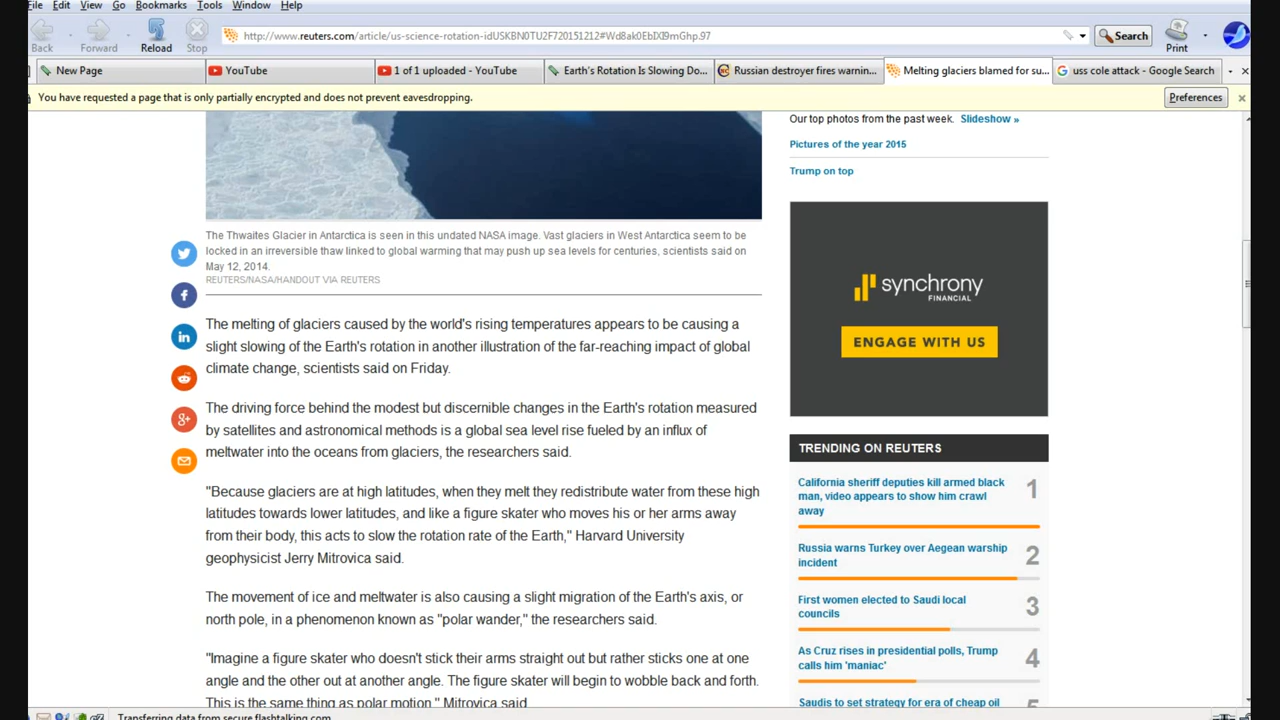 File Edit View Go Bookmarks Tools Window Help
Back Forward Reload Stop
http://www.reuters.com/article/us-science-rotation-idUSKBN0TU2F720151212#Wd8ak0EbIXI9mGhp.97
Search Print
New Page YouTube 1 of 1 uploaded - YouTube Earth's Rotation Is Slowing Do... Russian destroyer fires warnin... Melting glaciers blamed for su... uss cole attack - Google Search
You have requested a page that is only partially encrypted and does not prevent eavesdropping. Preferences
The Thwaites Glacier in Antarctica is seen in this undated NASA image. Vast glaciers in West Antarctica seem to be
locked in an irreversible thaw linked to global warming that may push up sea levels for centuries, scientists said on
May 12, 2014.
REUTERS/NASA/HANDOUT VIA REUTERS
The melting of glaciers caused by the world's rising temperatures appears to be causing a
slight slowing of the Earth's rotation in another illustration of the far-reaching impact of global
climate change, scientists said on Friday.
The driving force behind the modest but discernible changes in the Earth's rotation measured
by satellites and astronomical methods is a global sea level rise fueled by an influx of
meltwater into the oceans from glaciers, the researchers said.
"Because glaciers are at high latitudes, when they melt they redistribute water from these high
latitudes towards lower latitudes, and like a figure skater who moves his or her arms away
from their body, this acts to slow the rotation rate of the Earth," Harvard University
geophysicist Jerry Mitrovica said.
The movement of ice and meltwater is also causing a slight migration of the Earth's axis, or
north pole, in a phenomenon known as "polar wander," the researchers said.
"Imagine a figure skater who doesn't stick their arms straight out but rather sticks one at one
angle and the other out at another angle. The figure skater will begin to wobble back and forth.
This is the same thing as polar motion," Mitrovica said.
Our top photos from the past week. Slideshow »
Pictures of the year 2015
Trump on top
synchrony
FINANCIAL
ENGAGE WITH US
TRENDING ON REUTERS
California sheriff deputies kill armed black 1
man, video appears to show him crawl
away
Russia warns Turkey over Aegean warship 2
incident
First women elected to Saudi local 3
councils
As Cruz rises in presidential polls, Trump 4
calls him 'maniac'
Saudis to set strategy for era of cheap oil 5
Transferring data from secure.flashtalking.com